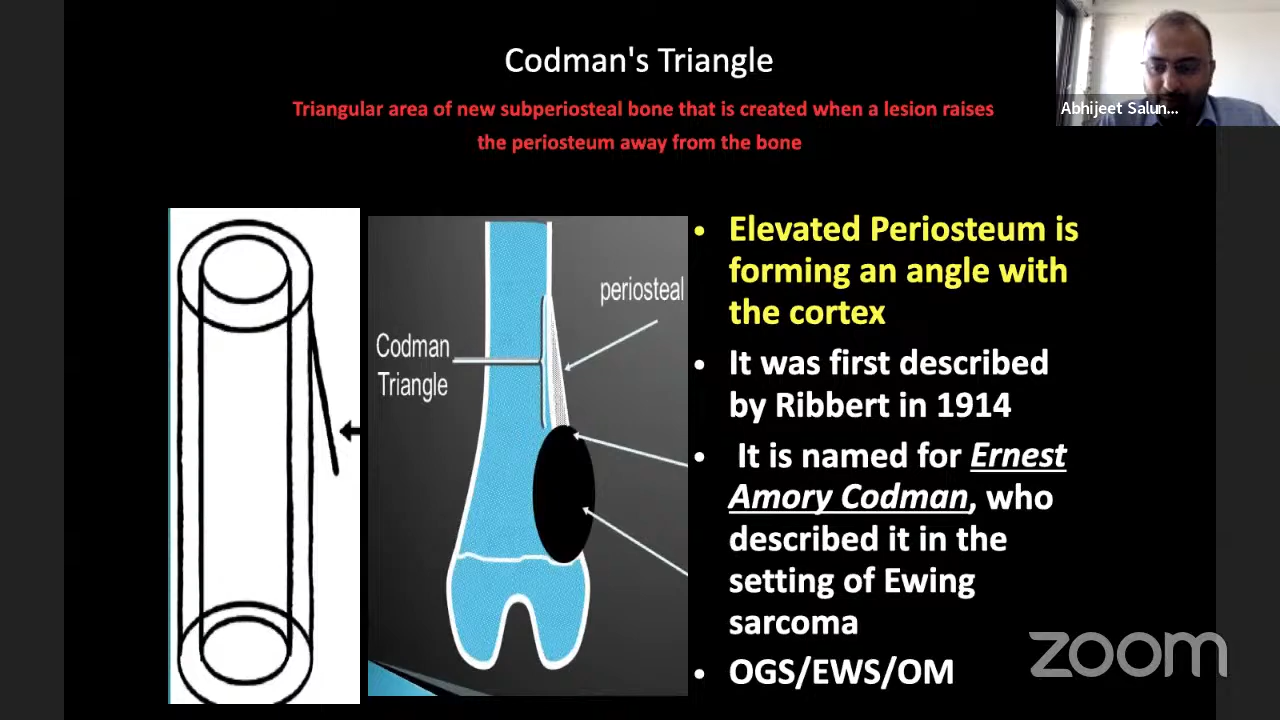 Codman's Triangle
Triangular area of new subperiosteal bone that is created when a lesion raises
the periosteum away from the bone
Abhijeet Salun...
periosteal
Codman
Triangle
• Elevated Periosteum is
forming an angle with
the cortex
• It was first described
by Ribbert in 1914
• It is named for Ernest
Amory Codman, who
described it in the
setting of Ewing
sarcoma
• OGS/EWS/OM
zoom